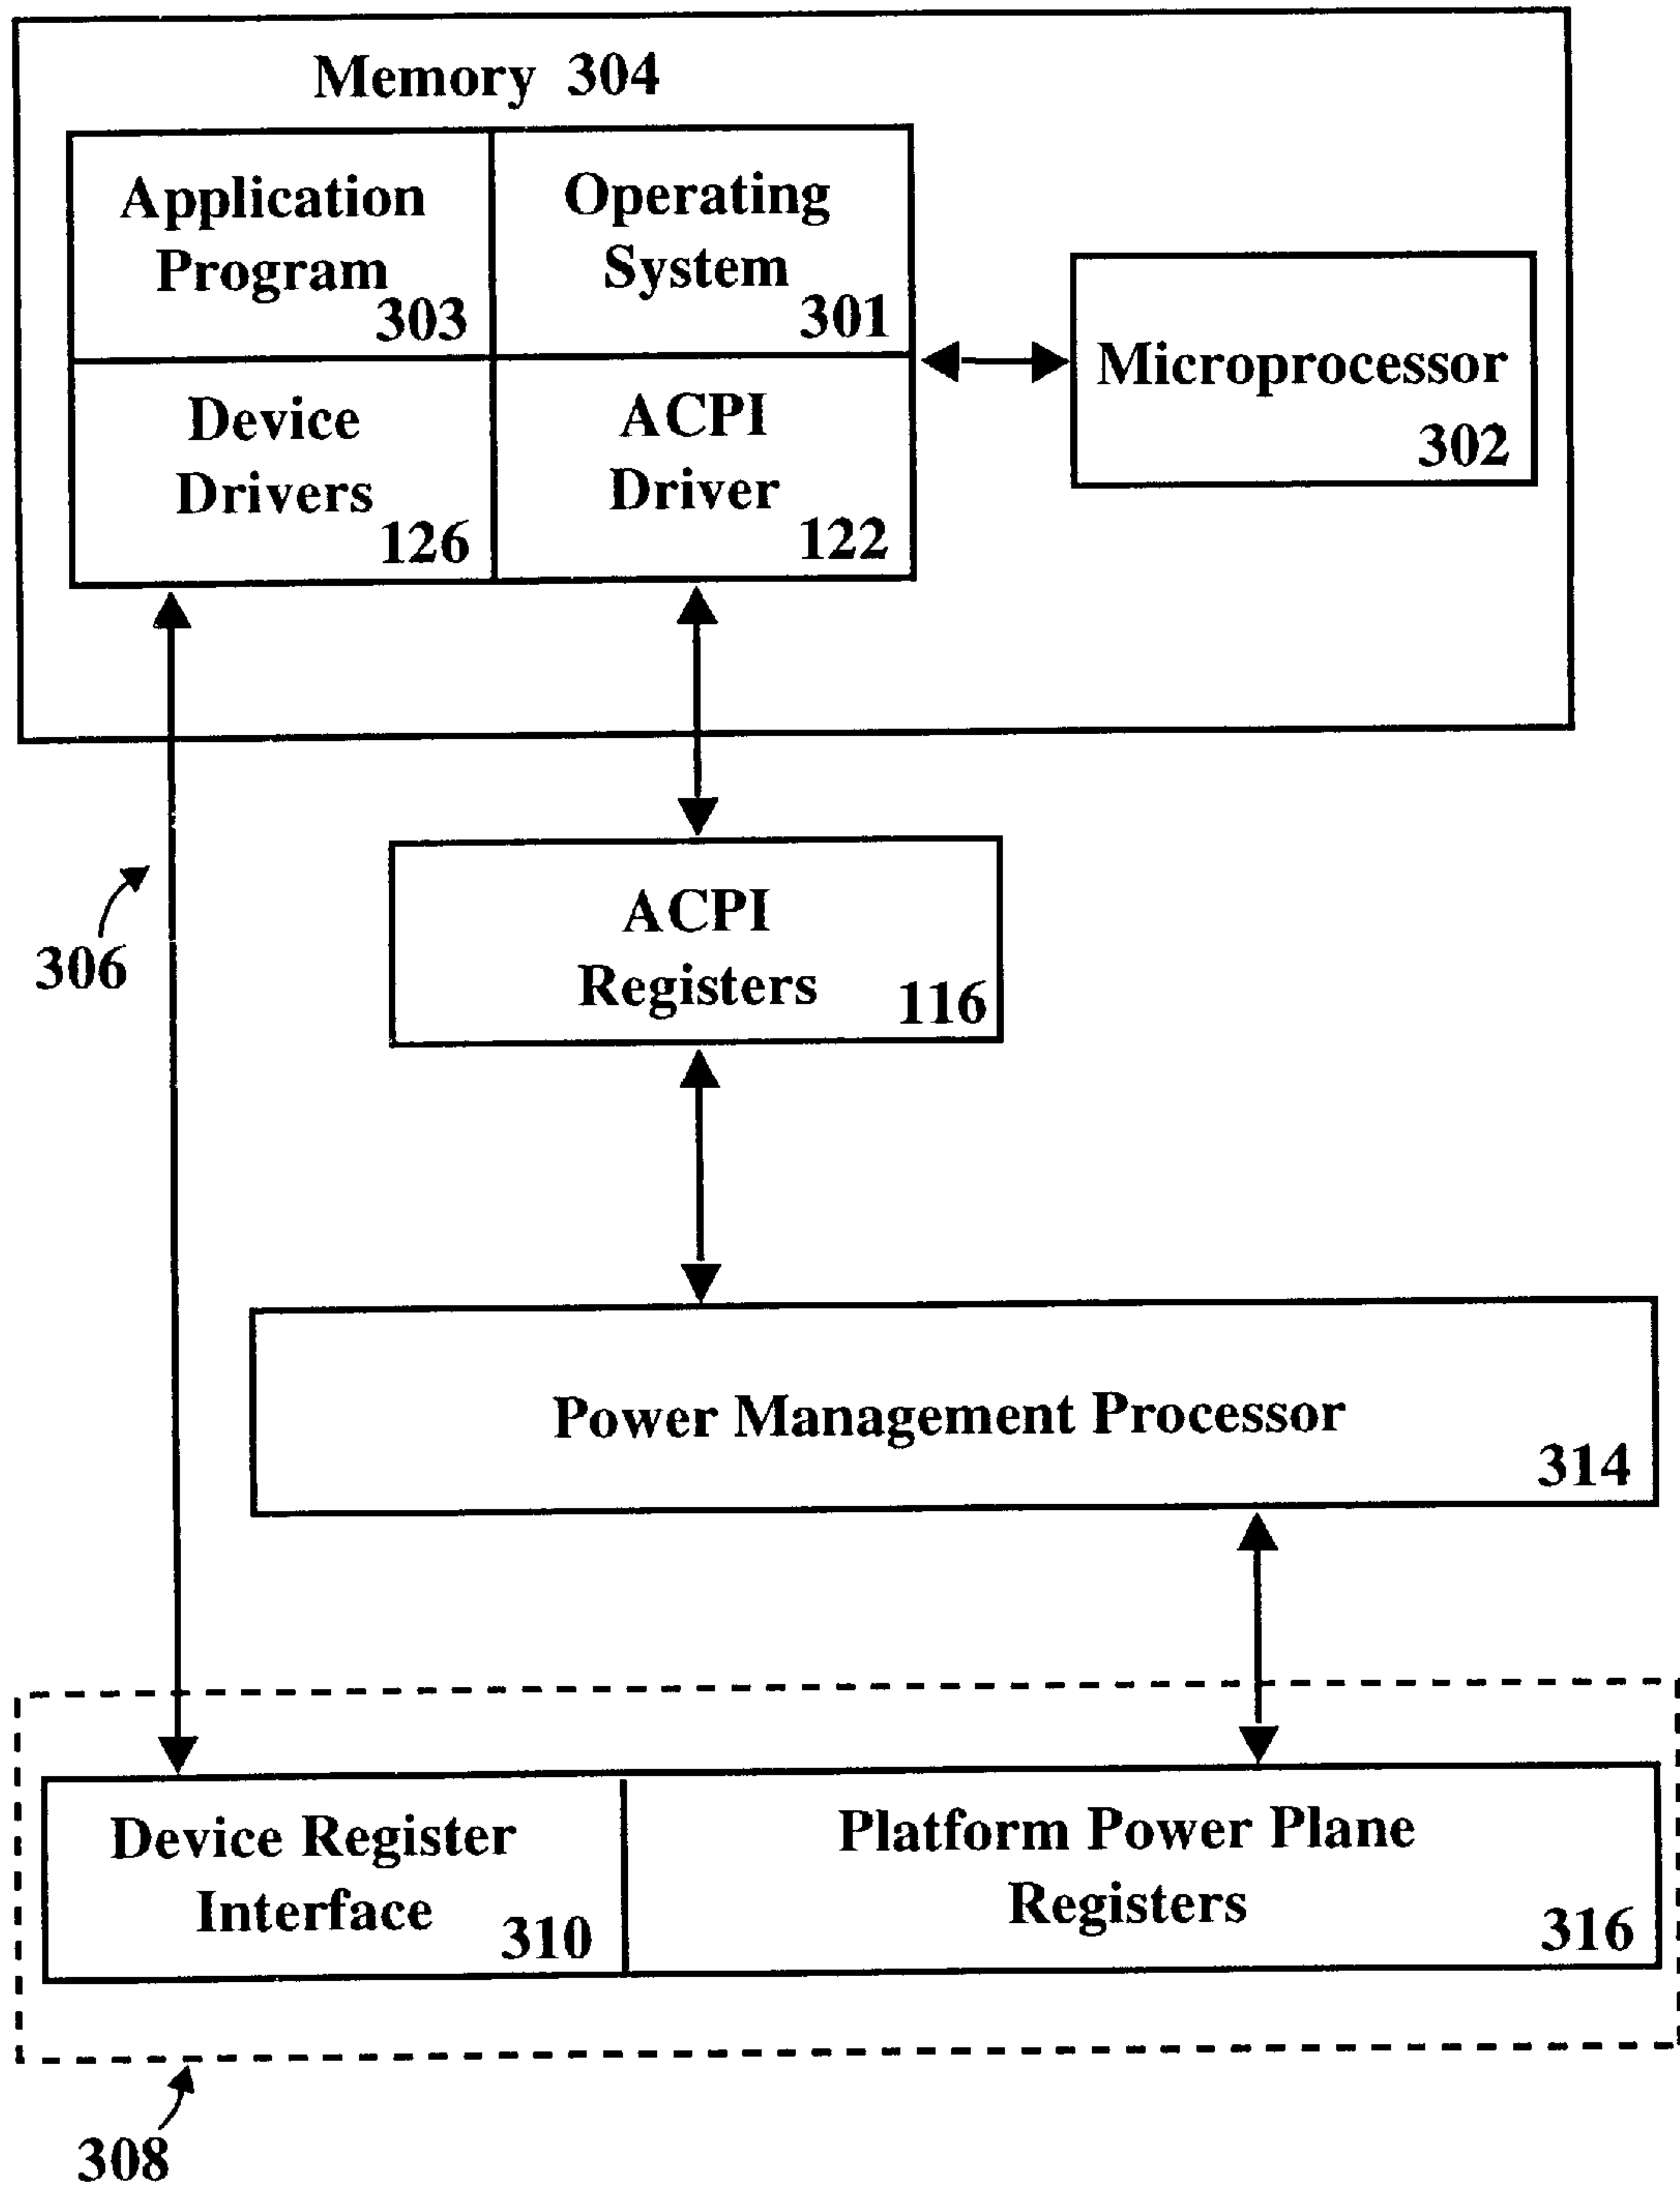 Memory 304
Application
Program
303
Operating
System
301
Device
Drivers
126
ACPI
Driver
122
Microprocessor
302
306
ACPI
Registers
116
Power Management Processor
314
Device Register
Interface
310
Platform Power Plane
Registers
316
308